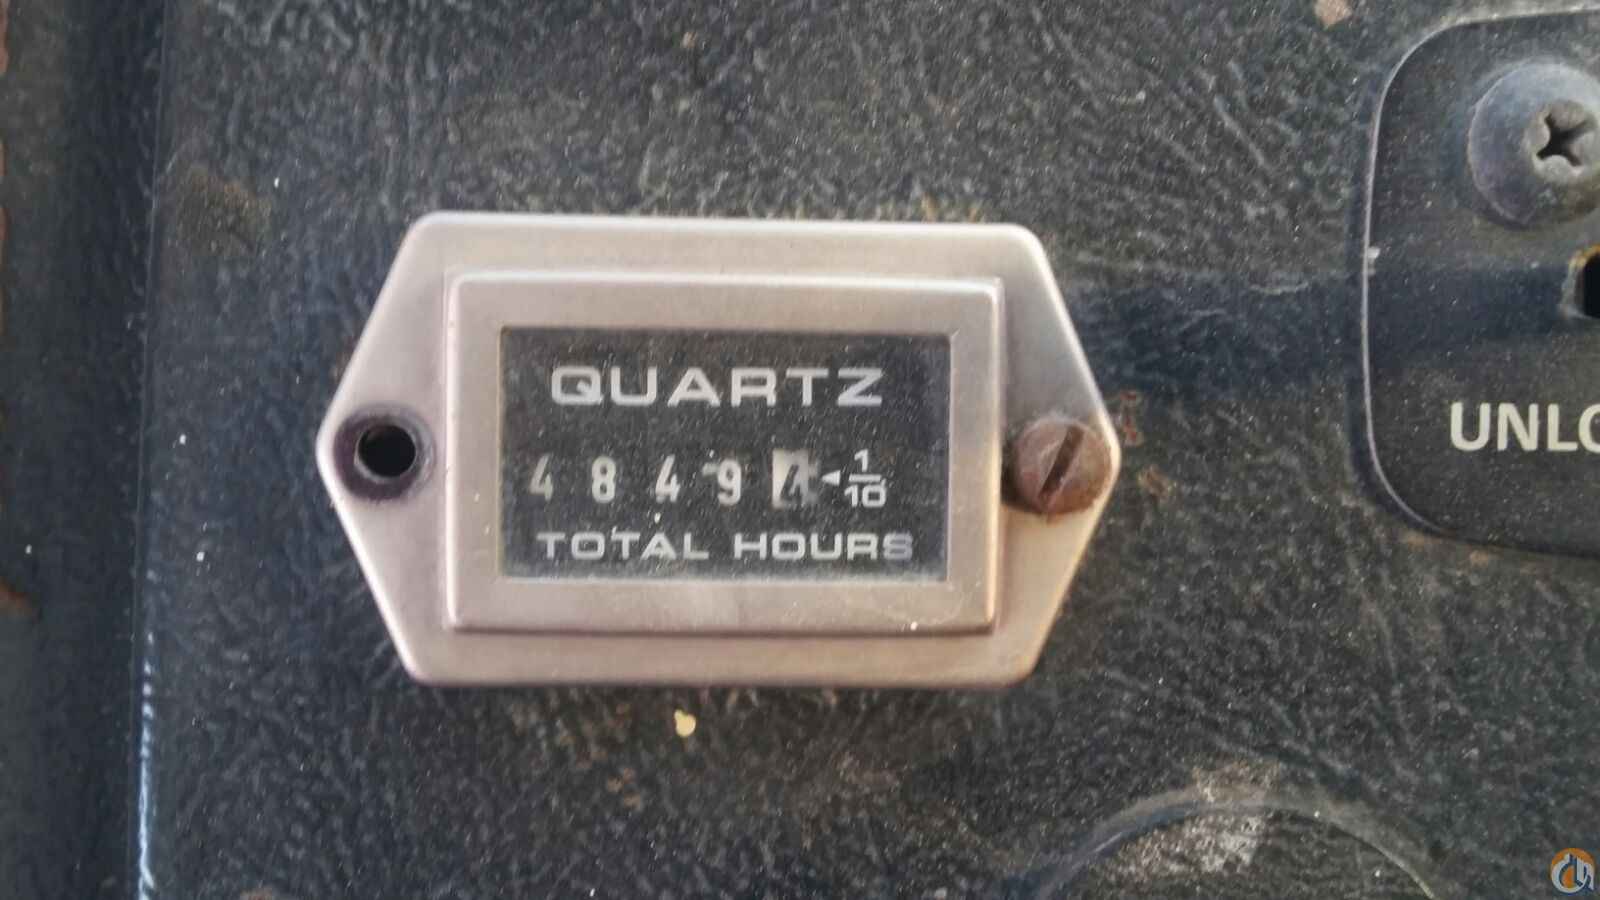 QUARTZ
4 8 4 9 4 ◄ 1/10
TOTAL HOURS
UNLO